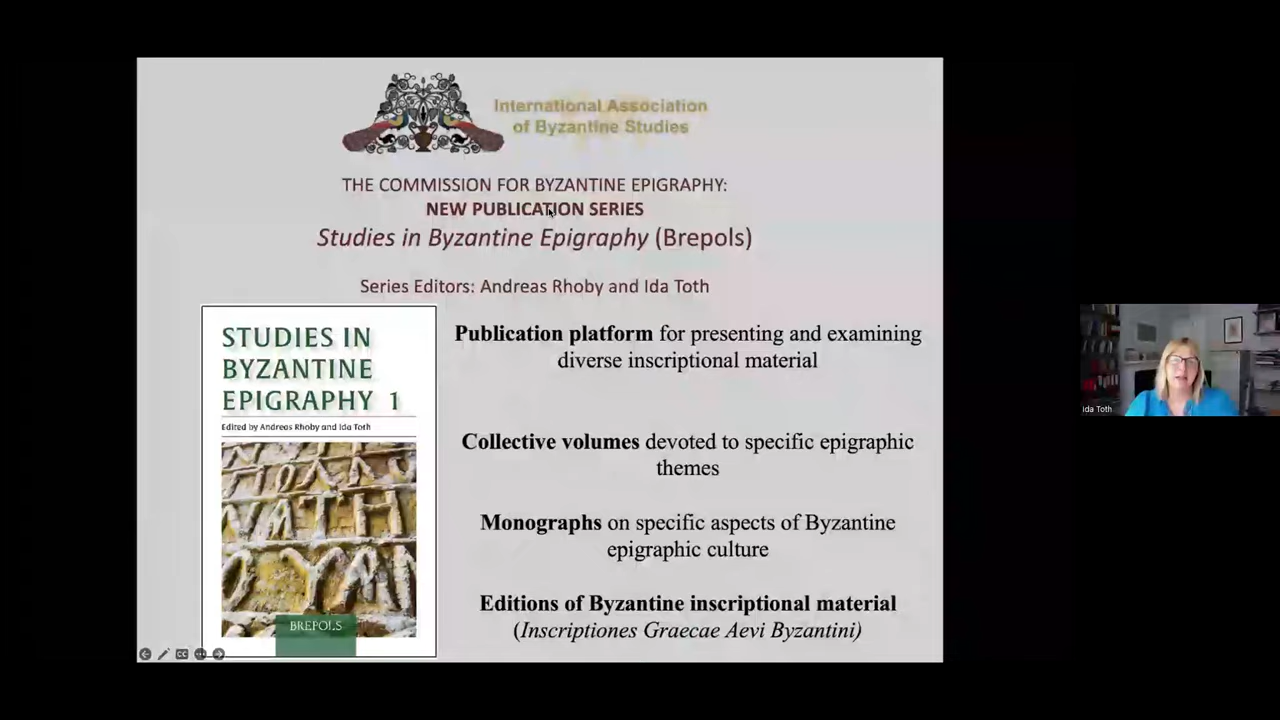 International Association
of Byzantine Studies
THE COMMISSION FOR BYZANTINE EPIGRAPHY:
NEW PUBLICATION SERIES
Studies in Byzantine Epigraphy (Brepols)
Series Editors: Andreas Rhoby and Ida Toth
STUDIES IN
BYZANTINE
EPIGRAPHY 1
Edited by Andreas Rhoby and Ida Toth
BREPOLS
Publication platform for presenting and examining
diverse inscriptional material
Collective volumes devoted to specific epigraphic
themes
Monographs on specific aspects of Byzantine
epigraphic culture
Editions of Byzantine inscriptional material
(Inscriptiones Graecae Aevi Byzantini)
CC
Ida Toth